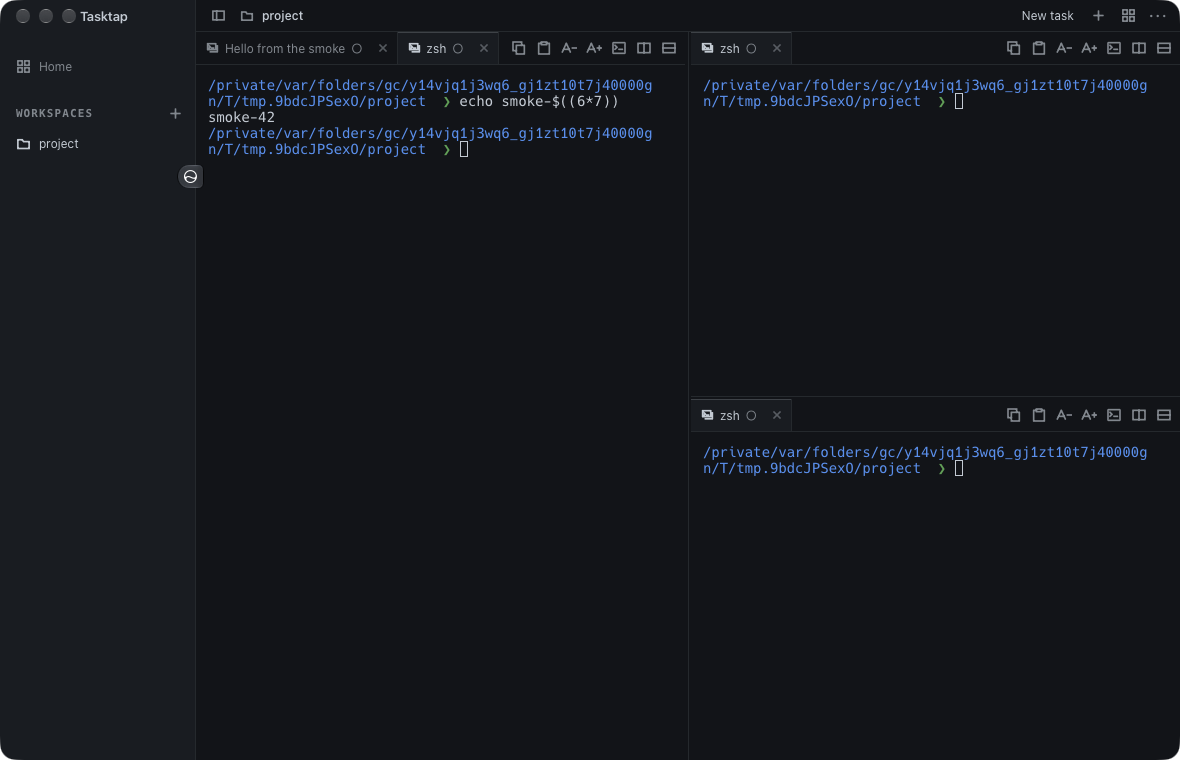 Tasktap
project
New task
Home
WORKSPACES
project
Hello from the smoke
zsh
A-
A+
/private/var/folders/gc/y14vjq1j3wq6_gj1zt10t7j40000g
n/T/tmp.9bdcJPSexO/project ❯ echo smoke-$((6*7))
smoke-42
/private/var/folders/gc/y14vjq1j3wq6_gj1zt10t7j40000g
n/T/tmp.9bdcJPSexO/project ❯
zsh
A-
A+
/private/var/folders/gc/y14vjq1j3wq6_gj1zt10t7j40000g
n/T/tmp.9bdcJPSexO/project ❯
zsh
A-
A+
/private/var/folders/gc/y14vjq1j3wq6_gj1zt10t7j40000g
n/T/tmp.9bdcJPSexO/project ❯